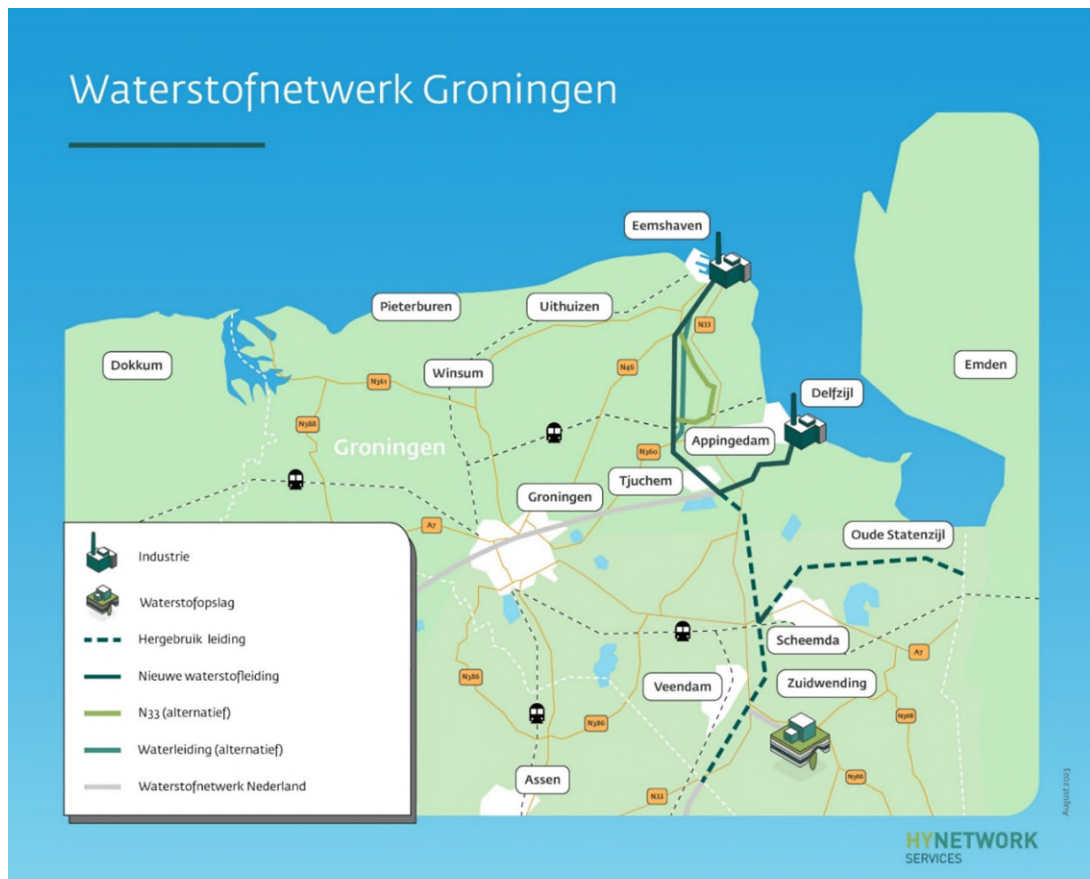 Waterstofnetwerk Groningen
Eemshaven
Pieterburen
Uithuizen
N33
Dokkum
Winsum
N361
N46
Emden
Delfzijl
N388
Groningen
Appingedam
N360
Tjuchem
Groningen
A7
Oude Statenzijl
Industrie
Waterstofopslag
Hergebruik leiding
Nieuwe waterstofleiding
N33 (alternatief)
Waterleiding (alternatief)
Waterstofnetwerk Nederland
Scheemda
A7
N386
Veendam
Zuidwending
N386
N368
Assen
N33
N366
August 2023
HYNETWORK
SERVICES